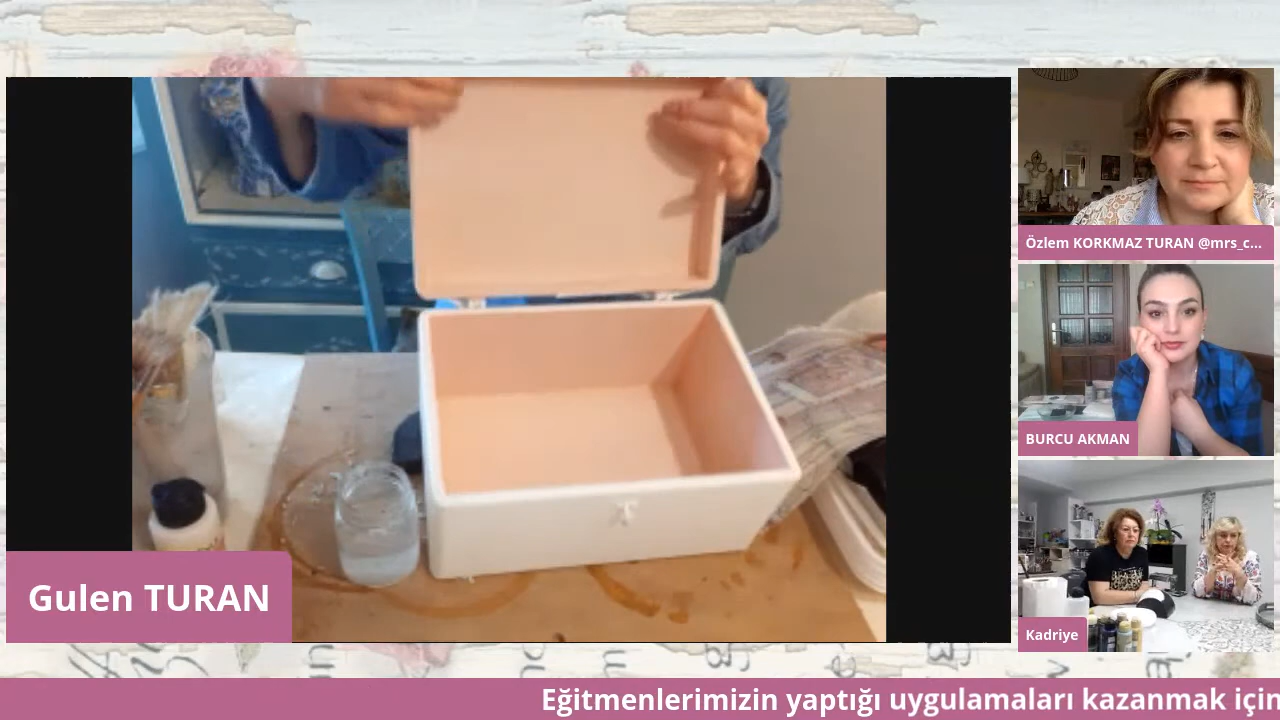 Özlem KORKMAZ TURAN @mrs_c...
BURCU AKMAN
Kadriye
Gulen TURAN
Eğitmenlerimizin yaptığı uygulamaları kazanmak için